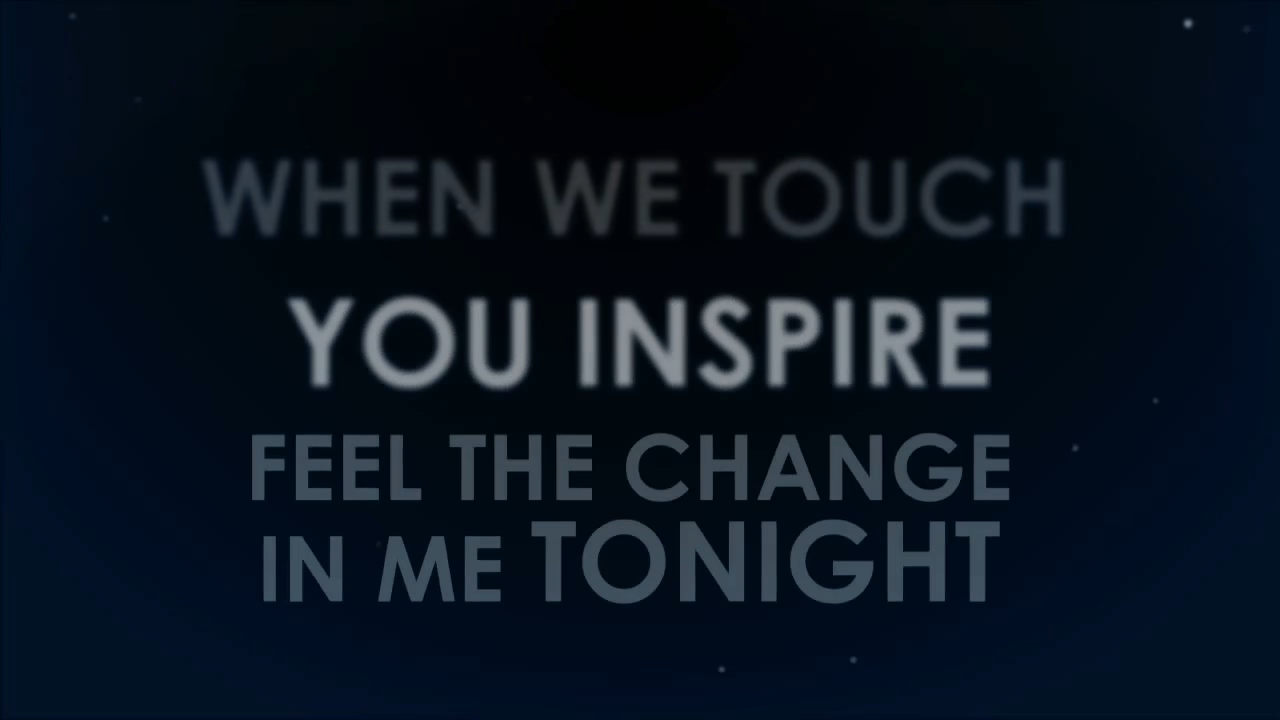 WHEN WE TOUCH
YOU INSPIRE
FEEL THE CHANGE
IN ME TONIGHT